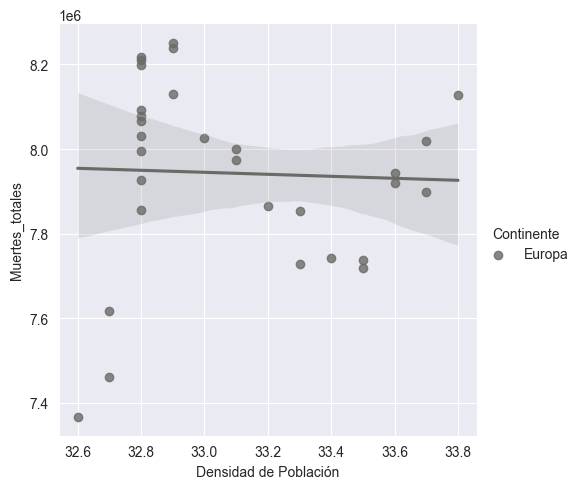 1e6
8.2
8.0
7.8
7.6
7.4
Muertes_totales
32.6 32.8 33.0 33.2 33.4 33.6 33.8
Densidad de Población
Continente
Europa